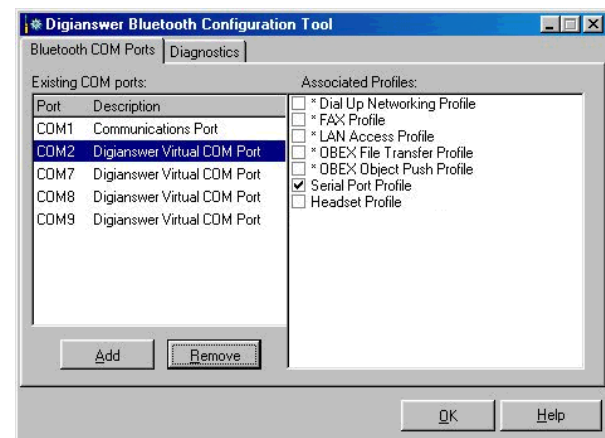 Digianswer Bluetooth Configuration Tool
Bluetooth COM Ports Diagnostics
Existing COM ports:
Port Description
COM1 Communications Port
COM2 Digianswer Virtual COM Port
COM7 Digianswer Virtual COM Port
COM8 Digianswer Virtual COM Port
COM9 Digianswer Virtual COM Port
Add Remove
Associated Profiles:
* Dial Up Networking Profile
* FAX Profile
* LAN Access Profile
* OBEX File Transfer Profile
* OBEX Object Push Profile
Serial Port Profile
Headset Profile
OK Help